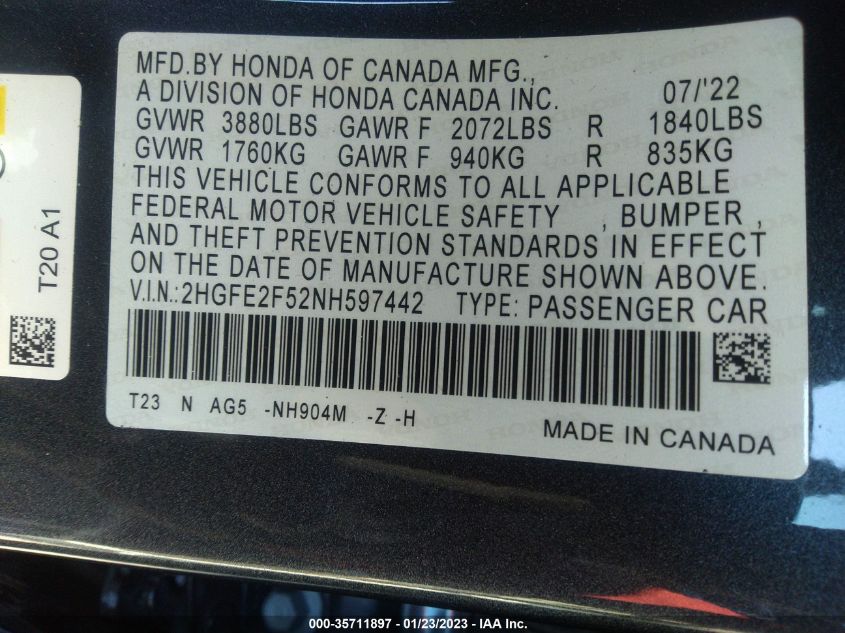 MFD.BY HONDA OF CANADA MFG.,
A DIVISION OF HONDA CANADA INC. 07/'22
GVWR 3880LBS GAWR F 2072LBS R 1840LBS
GVWR 1760KG GAWR F 940KG R 835KG
THIS VEHICLE CONFORMS TO ALL APPLICABLE
FEDERAL MOTOR VEHICLE SAFETY , BUMPER ,
AND THEFT PREVENTION STANDARDS IN EFFECT
ON THE DATE OF MANUFACTURE SHOWN ABOVE.
V.I.N.:2HGFE2F52NH597442 TYPE: PASSENGER CAR
T23 N AG5 -NH904M -Z -H
MADE IN CANADA
T20 A1
000-35711897 - 01/23/2023 - IAA Inc.